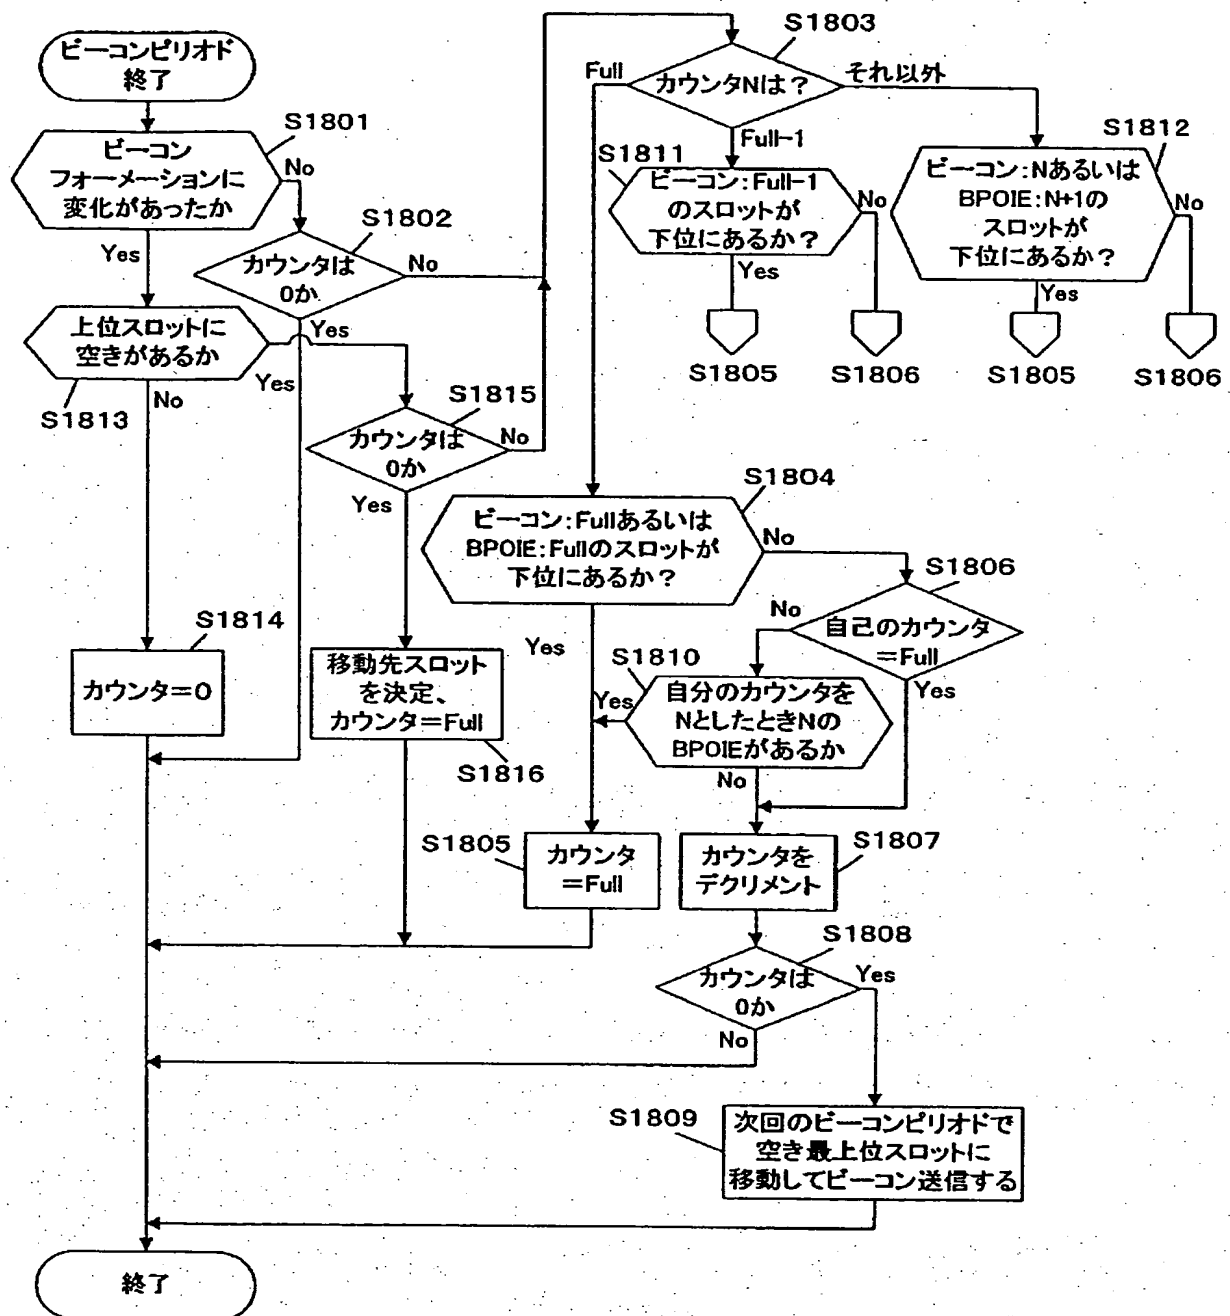 ビーコンピリオド
終了
S1801
ビーコン
フォーメーションに
変化があったか
No
Yes
S1802
カウンタは
0か
No
Yes
上位スロットに
空きがあるか
Yes
No
S1813
S1814
カウンタ=0
S1815
カウンタは
0か
No
Yes
移動先スロット
を決定、
カウンタ=Full
S1816
S1803
カウンタNは?
Full
それ以外
Full-1
S1811
ビーコン:Full-1
のスロットが
下位にあるか?
No
Yes
S1805
S1806
S1812
ビーコン:Nあるいは
BPOIE:N+1の
スロットが
下位にあるか?
No
Yes
S1805
S1806
S1804
ビーコン:Fullあるいは
BPOIE:Fullのスロットが
下位にあるか?
No
Yes
S1806
自己のカウンタ
=Full
No
Yes
S1810
自分のカウンタを
NとしたときNの
BPOIEがあるか
Yes
No
S1805
カウンタ
=Full
S1807
カウンタを
デクリメント
S1808
カウンタは
0か
Yes
No
S1809
次回のビーコンピリオドで
空き最上位スロットに
移動してビーコン送信する
終了